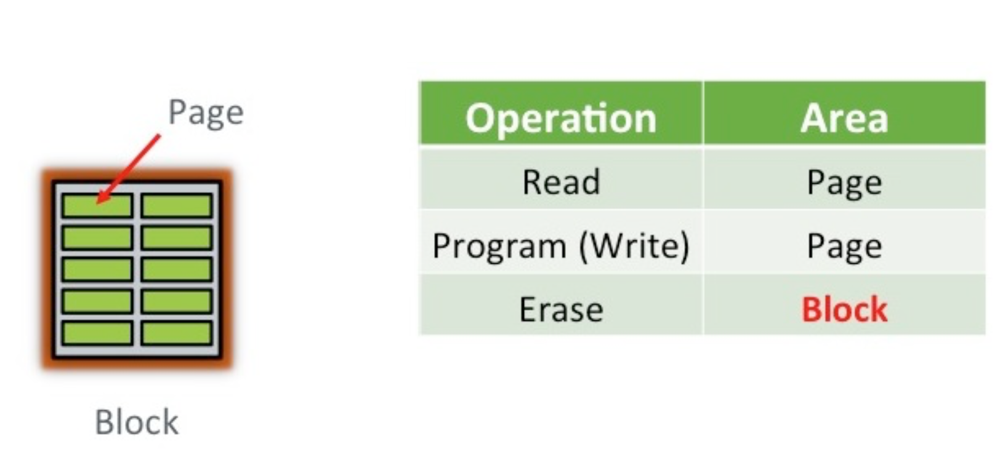 Page
Block
Operation Area
Read Page
Program (Write) Page
Erase Block